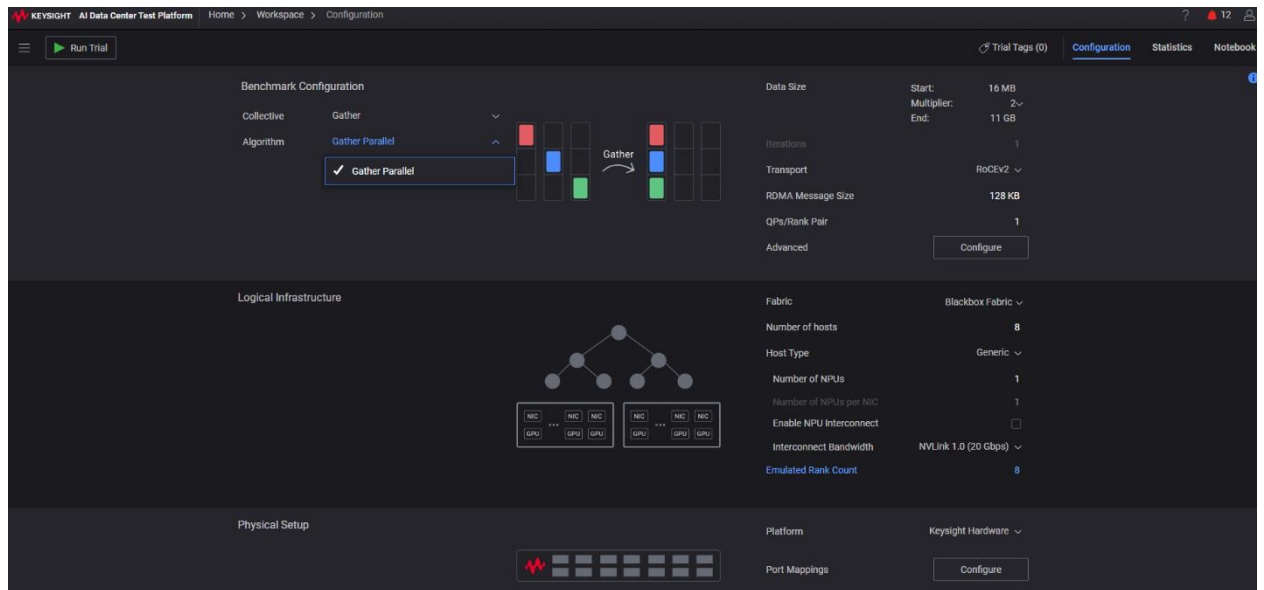 KEYSIGHT AI Data Center Test Platform Home > Workspace > Configuration ? 12
Run Trial Trial Tags (0) Configuration Statistics Notebook
Benchmark Configuration
Collective Gather
Algorithm Gather Parallel
✓ Gather Parallel
Gather
Data Size Start: 16 MB
Multiplier: 2
End: 11 GB
Iterations 1
Transport RoCEv2
RDMA Message Size 128 KB
QPs/Rank Pair 1
Advanced Configure
Logical Infrastructure
NIC ... NIC NIC NIC ... NIC NIC
GPU GPU GPU GPU GPU GPU
Fabric Blackbox Fabric
Number of hosts 8
Host Type Generic
Number of NPUs 1
Number of NPUs per NIC 1
Enable NPU Interconnect
Interconnect Bandwidth NVLink 1.0 (20 Gbps)
Emulated Rank Count 8
Physical Setup
Platform Keysight Hardware
Port Mappings Configure